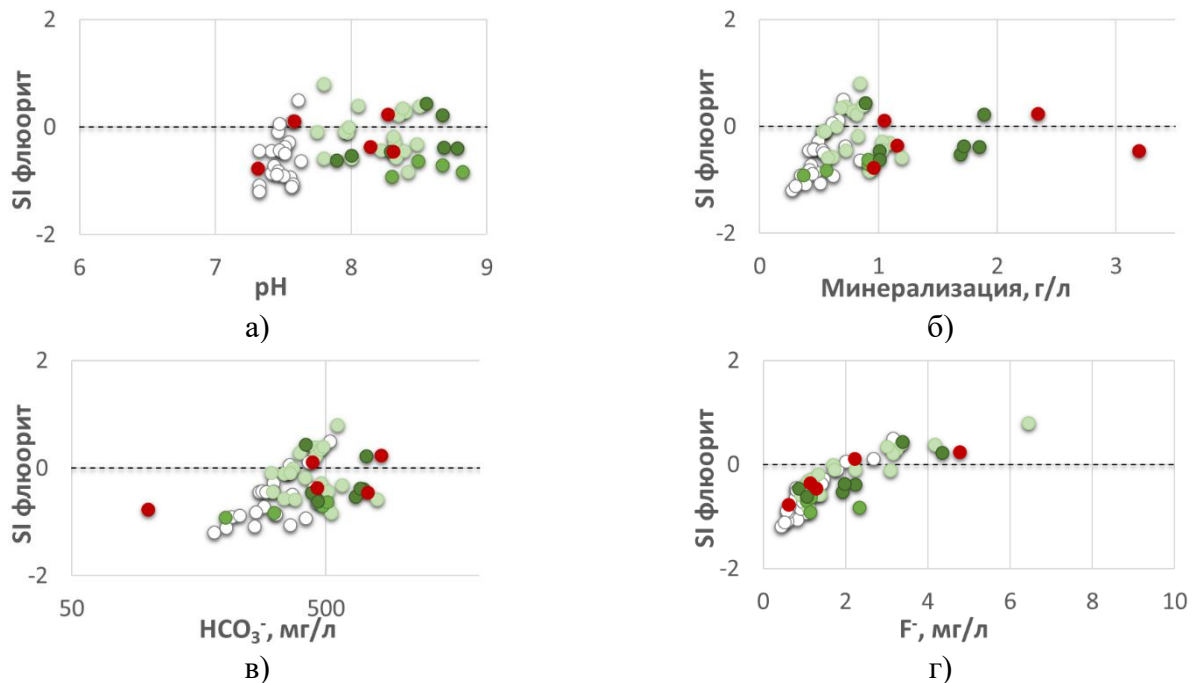 2
0
-2
SI флюорит
6 7 8 9
pH
а)
2
0
-2
SI флюорит
0 1 2 3
Минерализация, г/л
б)
2
0
-2
SI флюорит
50 500
HCO₃⁻, мг/л
в)
2
0
-2
SI флюорит
0 2 4 6 8 10
F⁻, мг/л
г)